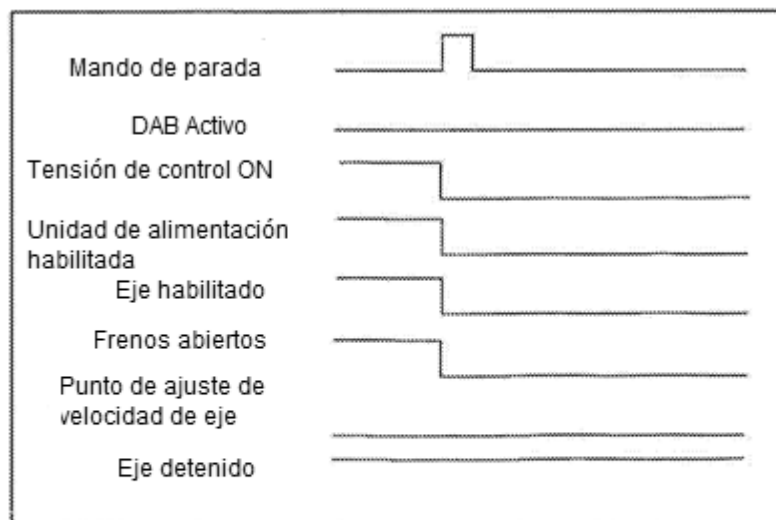 Mando de parada
DAB Activo
Tensión de control ON
Unidad de alimentación
habilitada
Eje habilitado
Frenos abiertos
Punto de ajuste de
velocidad de eje
Eje detenido